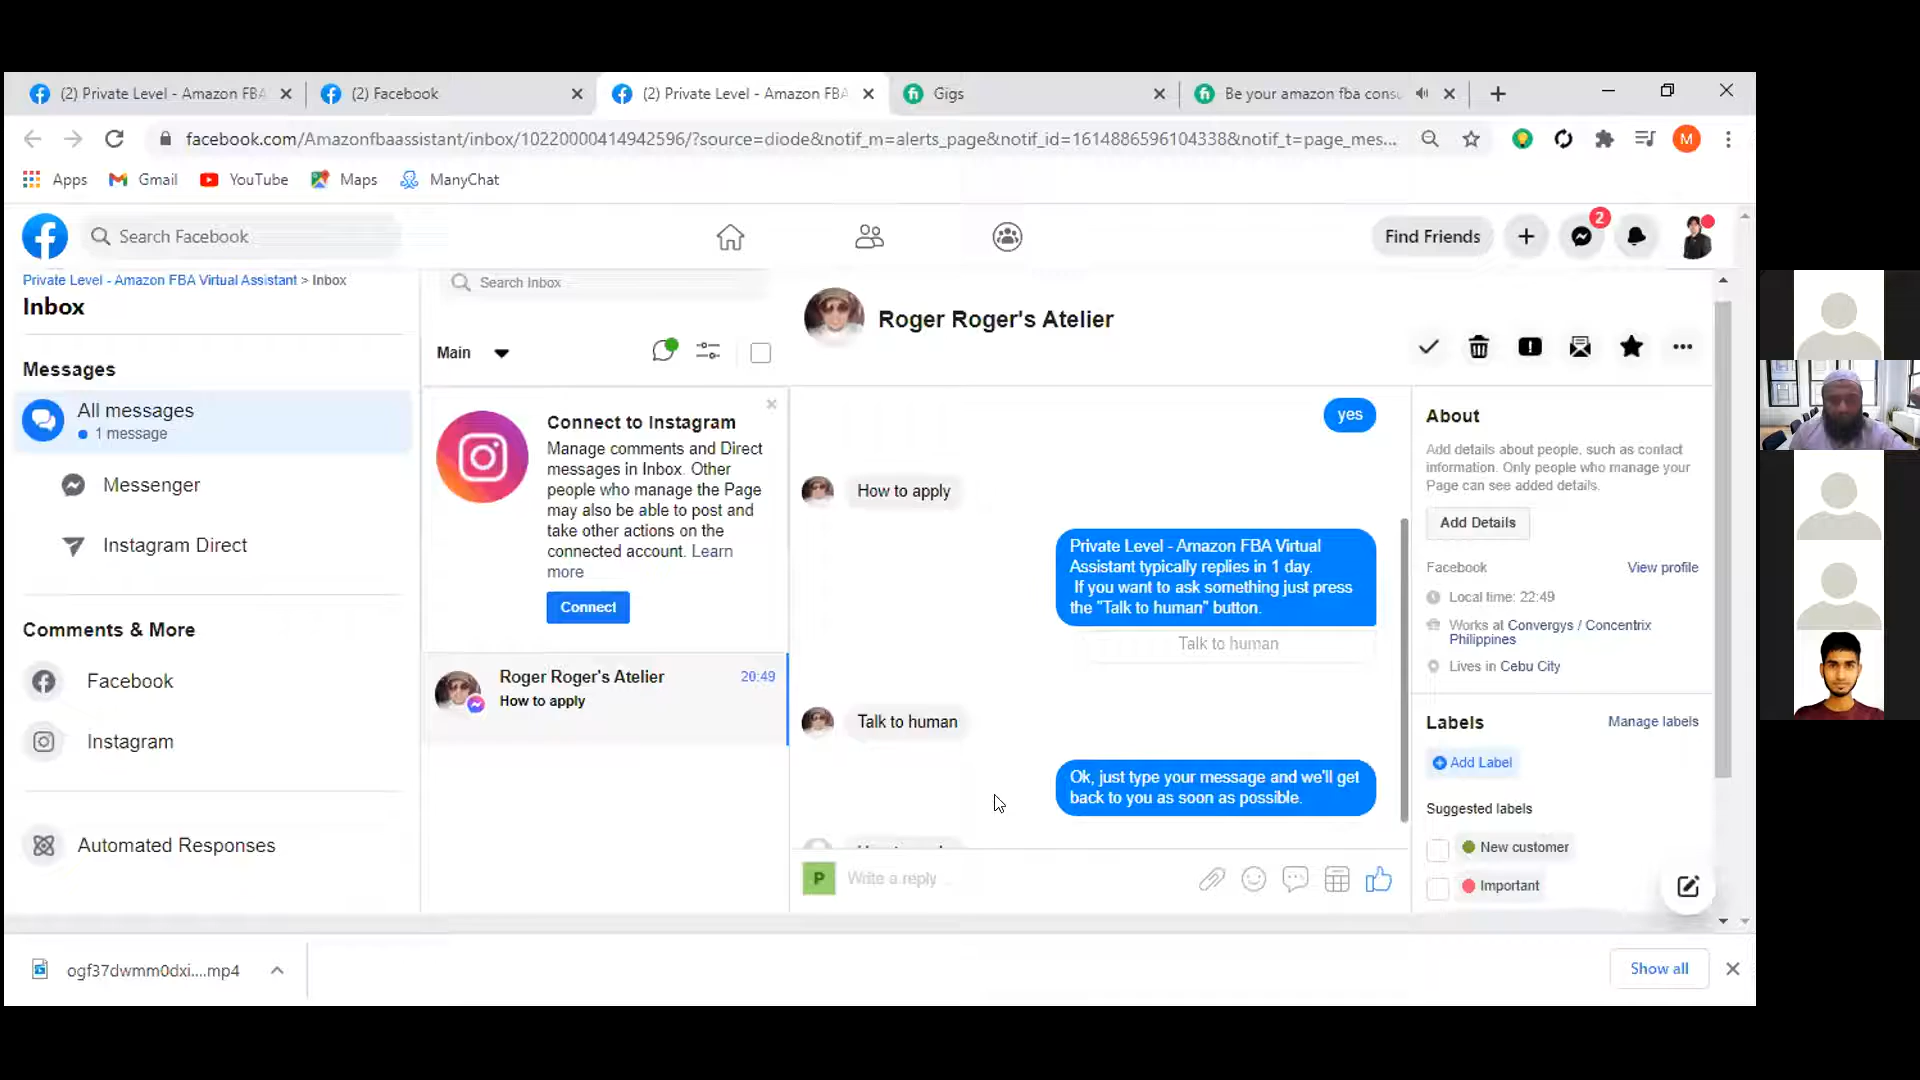 (2) Private Level - Amazon FBA
(2) Facebook
(2) Private Level - Amazon FBA
Gigs
Be your amazon fba consu
facebook.com/Amazonfbaassistant/inbox/10220000414942596/?source=diode&notif_m=alerts_page&notif_id=1614886596104338&notif_t=page_mes...
M
Apps
Gmail
YouTube
Maps
ManyChat
Search Facebook
Find Friends
2
Private Level - Amazon FBA Virtual Assistant > Inbox
Inbox
Messages
All messages
1 message
Messenger
Instagram Direct
Comments & More
Facebook
Instagram
Automated Responses
Search Inbox
Main
Connect to Instagram
Manage comments and Direct
messages in Inbox. Other
people who manage the Page
may also be able to post and
take other actions on the
connected account. Learn
more
Connect
Roger Roger's Atelier
20:49
How to apply
Roger Roger's Atelier
yes
How to apply
Private Level - Amazon FBA Virtual
Assistant typically replies in 1 day.
If you want to ask something just press
the "Talk to human" button.
Talk to human
Talk to human
Ok, just type your message and we'll get
back to you as soon as possible.
P
Write a reply ...
About
Add details about people, such as contact
information. Only people who manage your
Page can see added details.
Add Details
Facebook
View profile
Local time: 22:49
Works at Convergys / Concentrix
Philippines
Lives in Cebu City
Labels
Manage labels
Add Label
Suggested labels
New customer
Important
ogf37dwmm0dxi....mp4
Show all